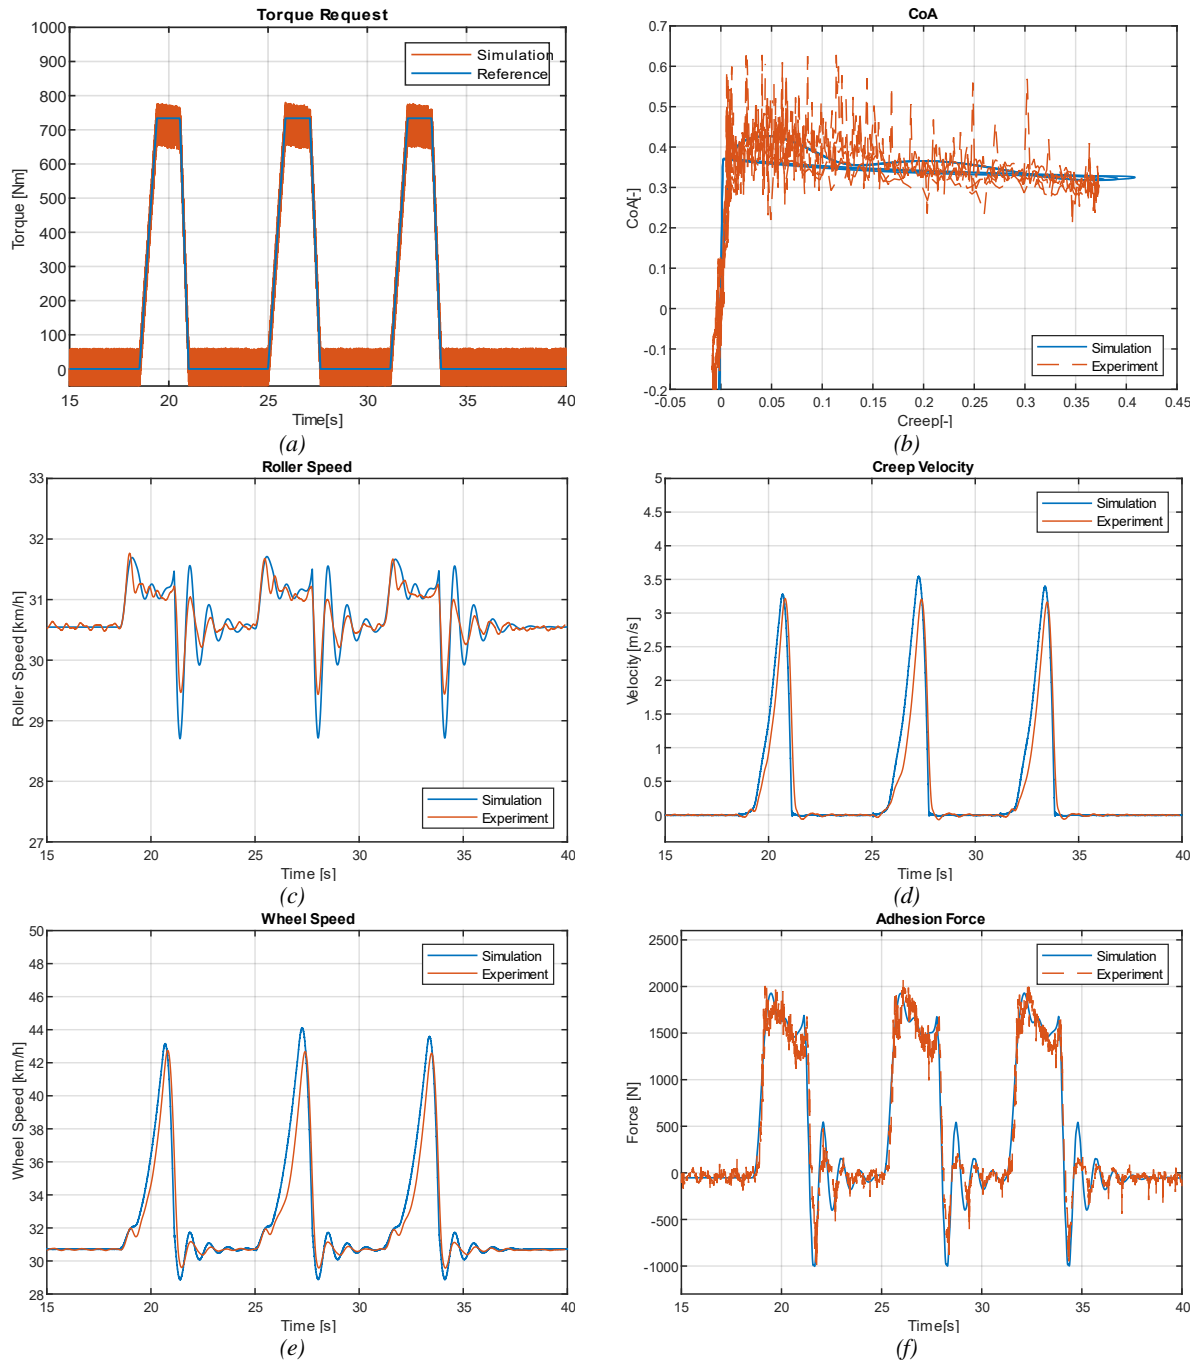 Torque Request
1000
900
800
700
600
500
400
300
200
100
0
Torque [Nm]
Simulation
Reference
15 20 25 30 35 40
Time[s]
(a)
CoA
0.7
0.6
0.5
0.4
0.3
0.2
0.1
0
-0.1
-0.2
CoA[-]
Simulation
Experiment
-0.05 0 0.05 0.1 0.15 0.2 0.25 0.3 0.35 0.4 0.45
Creep[-]
(b)
Roller Speed
33
32
31
30
29
28
27
Roller Speed [km/h]
Simulation
Experiment
15 20 25 30 35 40
Time [s]
(c)
Creep Velocity
5
4.5
4
3.5
3
2.5
2
1.5
1
0.5
0
Velocity [m/s]
Simulation
Experiment
15 20 25 30 35 40
Time [s]
(d)
Wheel Speed
50
48
46
44
42
40
38
36
34
32
30
28
Wheel Speed [km/h]
Simulation
Experiment
15 20 25 30 35 40
Time [s]
(e)
Adhesion Force
2500
2000
1500
1000
500
0
-500
-1000
Force [N]
Simulation
Experiment
15 20 25 30 35 40
Time[s]
(f)